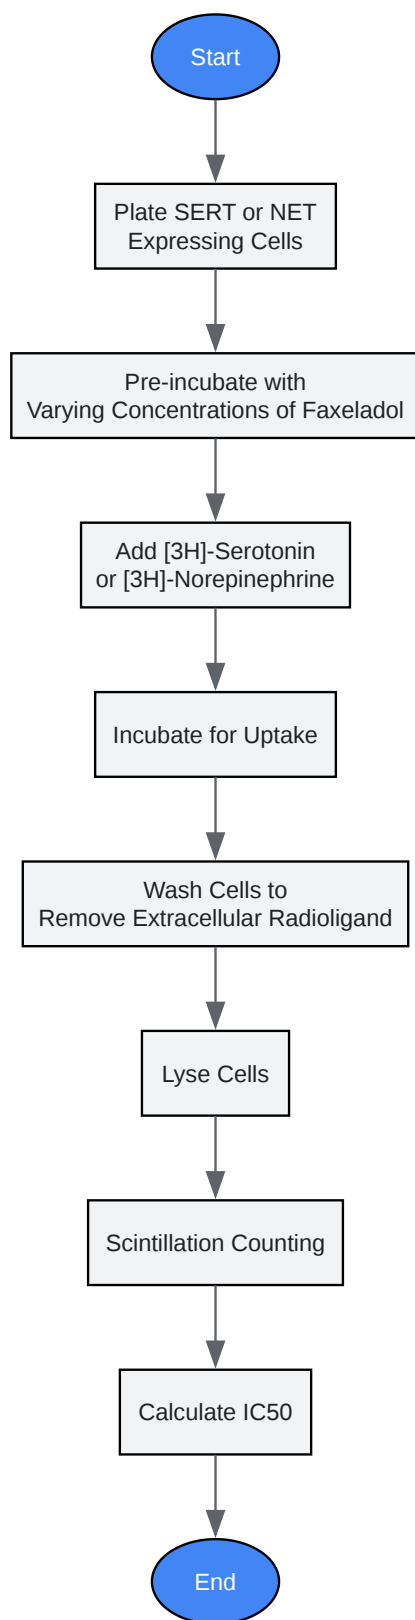 Start
Plate SERT or NET
Expressing Cells
Pre-incubate with
Varying Concentrations of Faxeladol
Add [3H]-Serotonin
or [3H]-Norepinephrine
Incubate for Uptake
Wash Cells to
Remove Extracellular Radioligand
Lyse Cells
Scintillation Counting
Calculate IC50
End